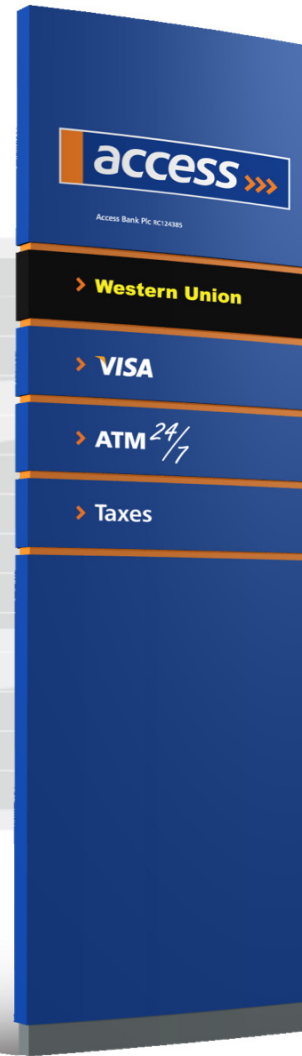 access >>>
Access Bank Plc RC124385
> Western Union
> VISA
> ATM 24/7
> Taxes